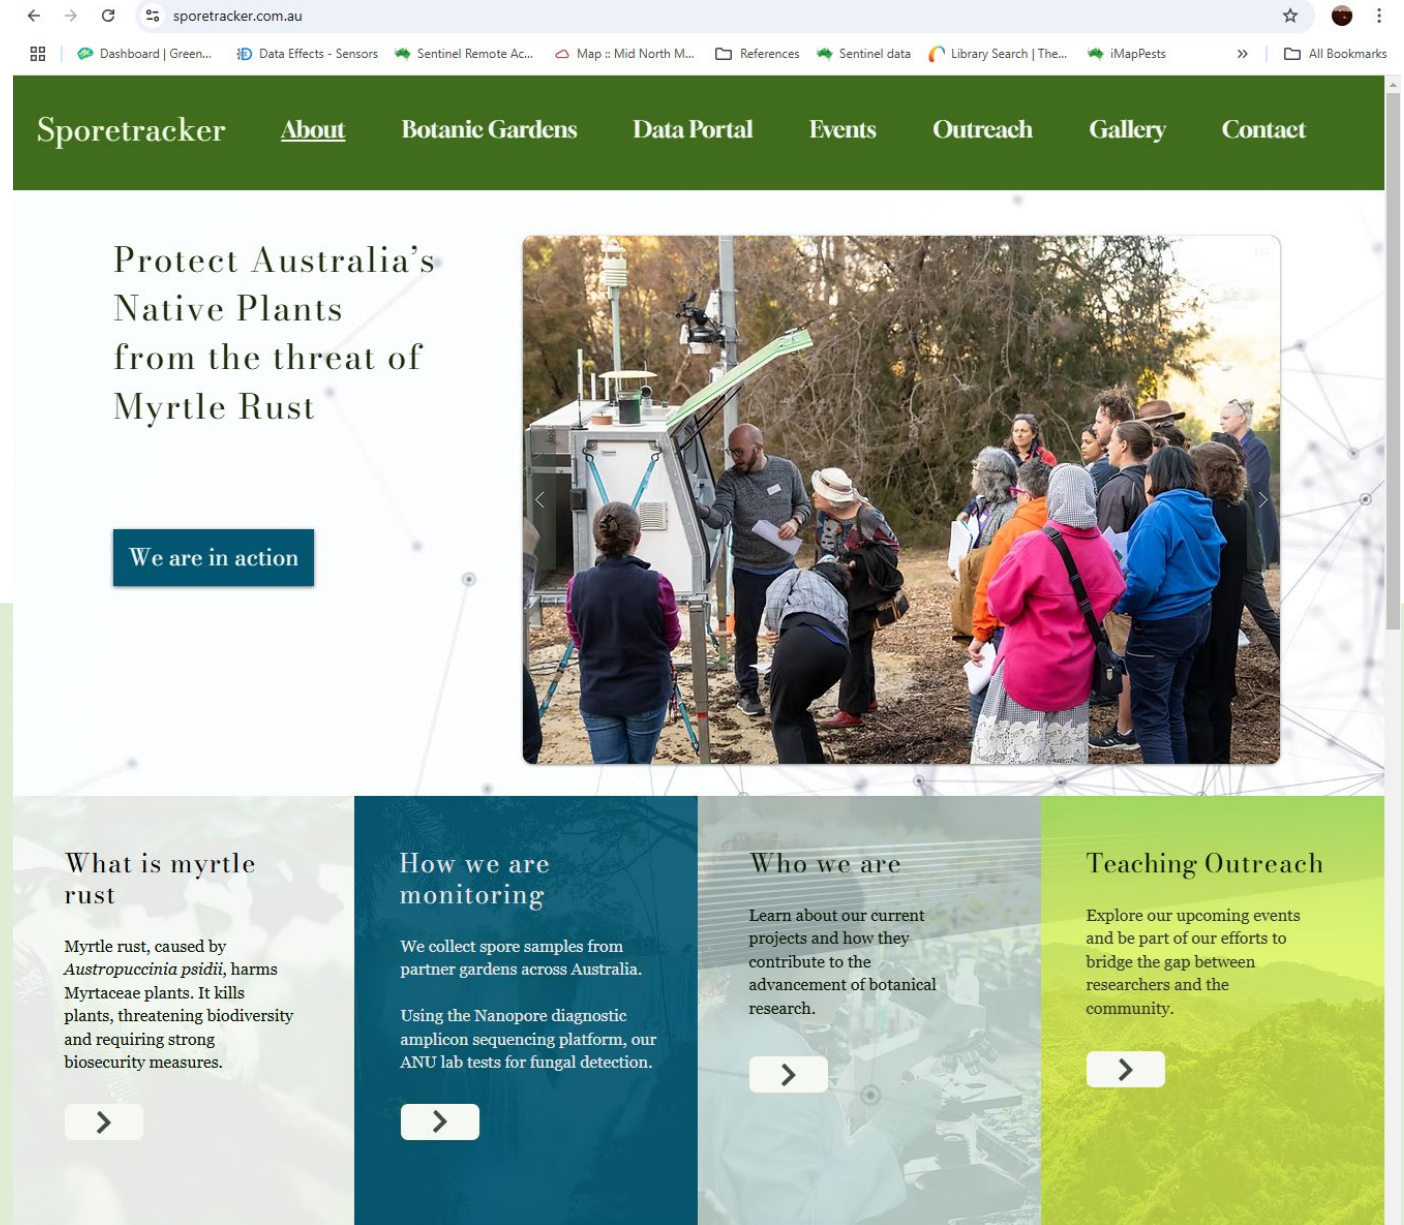 sporetracker.com.au
Dashboard | Green... Data Effects - Sensors Sentinel Remote Ac... Map :: Mid North M... References Sentinel data Library Search | The... iMapPests » All Bookmarks
Sporetracker About Botanic Gardens Data Portal Events Outreach Gallery Contact
Protect Australia’s
Native Plants
from the threat of
Myrtle Rust
We are in action
What is myrtle
rust
Myrtle rust, caused by
Austropuccinia psidii, harms
Myrtaceae plants. It kills
plants, threatening biodiversity
and requiring strong
biosecurity measures.
How we are
monitoring
We collect spore samples from
partner gardens across Australia.
Using the Nanopore diagnostic
amplicon sequencing platform, our
ANU lab tests for fungal detection.
Who we are
Learn about our current
projects and how they
contribute to the
advancement of botanical
research.
Teaching Outreach
Explore our upcoming events
and be part of our efforts to
bridge the gap between
researchers and the
community.